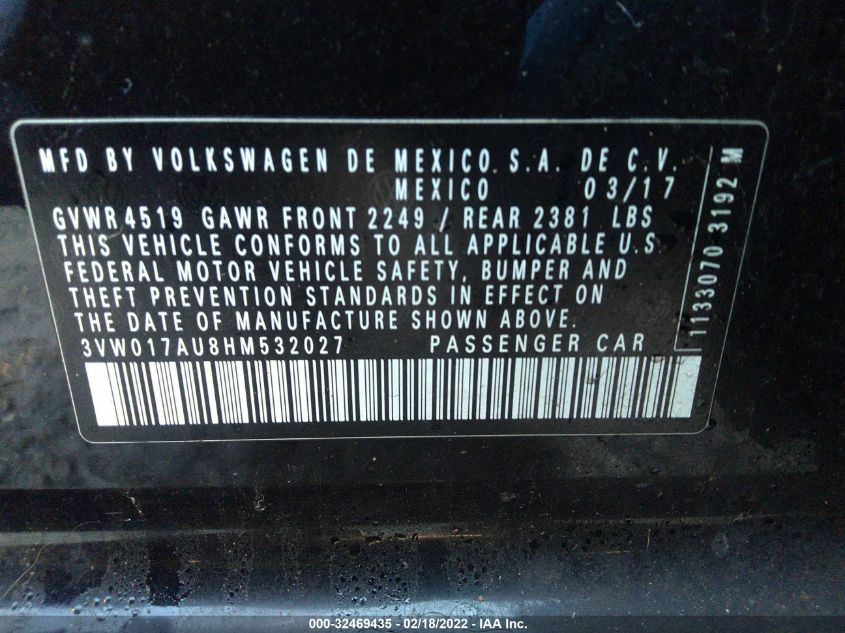 MFD BY VOLKSWAGEN DE MEXICO S.A. DE C.V.
MEXICO 03/17
GVWR 4519 GAWR FRONT 2249 / REAR 2381 LBS
THIS VEHICLE CONFORMS TO ALL APPLICABLE U.S.
FEDERAL MOTOR VEHICLE SAFETY, BUMPER AND
THEFT PREVENTION STANDARDS IN EFFECT ON
THE DATE OF MANUFACTURE SHOWN ABOVE.
3VW017AU8HM532027 PASSENGER CAR
1133070 3192 M
000-32469435 - 02/18/2022 - IAA Inc.